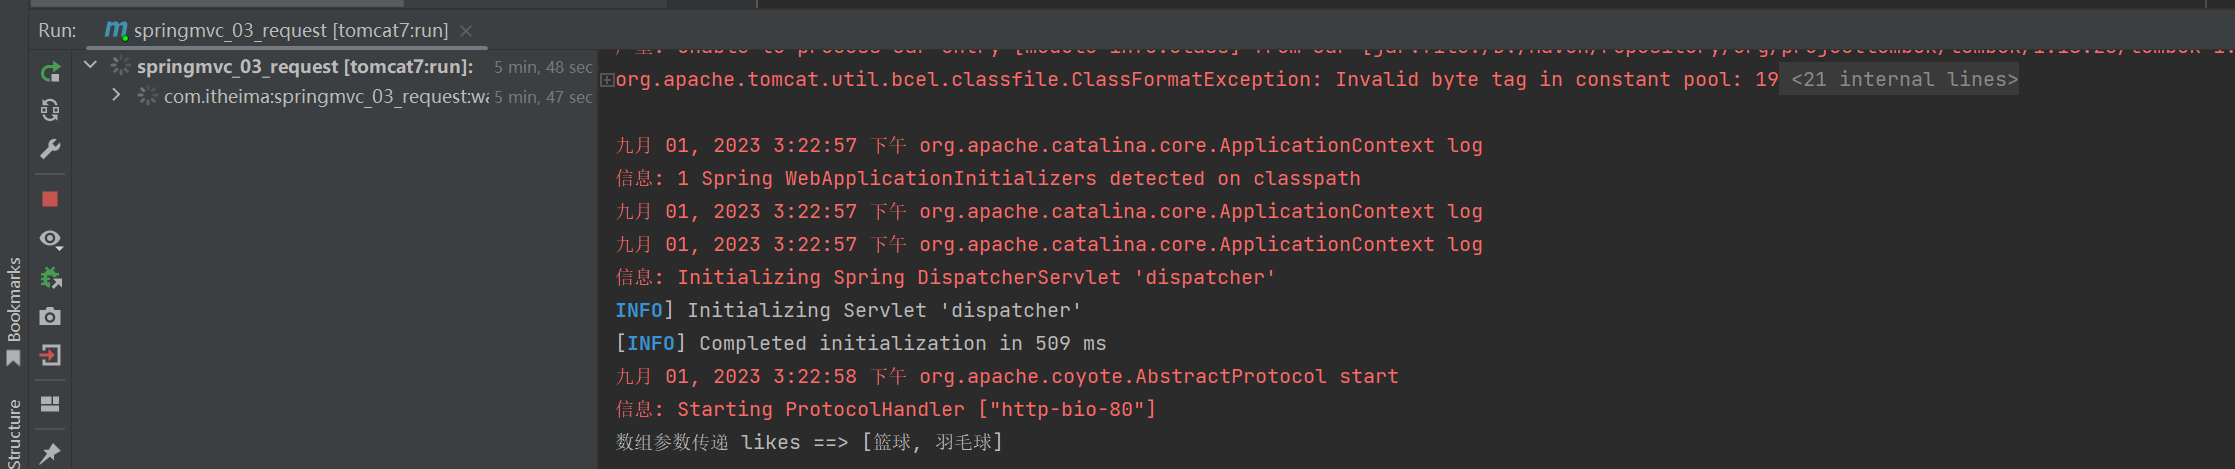 Run: springmvc_03_request [tomcat7:run]
springmvc_03_request [tomcat7:run]: 5 min, 48 sec
com.itheima:springmvc_03_request:wa 5 min, 47 sec
org.apache.tomcat.util.bcel.classfile.ClassFormatException: Invalid byte tag in constant pool: 19 <21 internal lines>
九月 01, 2023 3:22:57 下午 org.apache.catalina.core.ApplicationContext log
信息: 1 Spring WebApplicationInitializers detected on classpath
九月 01, 2023 3:22:57 下午 org.apache.catalina.core.ApplicationContext log
九月 01, 2023 3:22:57 下午 org.apache.catalina.core.ApplicationContext log
信息: Initializing Spring DispatcherServlet 'dispatcher'
INFO] Initializing Servlet 'dispatcher'
[INFO] Completed initialization in 509 ms
九月 01, 2023 3:22:58 下午 org.apache.coyote.AbstractProtocol start
信息: Starting ProtocolHandler ["http-bio-80"]
数组参数传递 likes ==> [篮球, 羽毛球]
Bookmarks
Structure